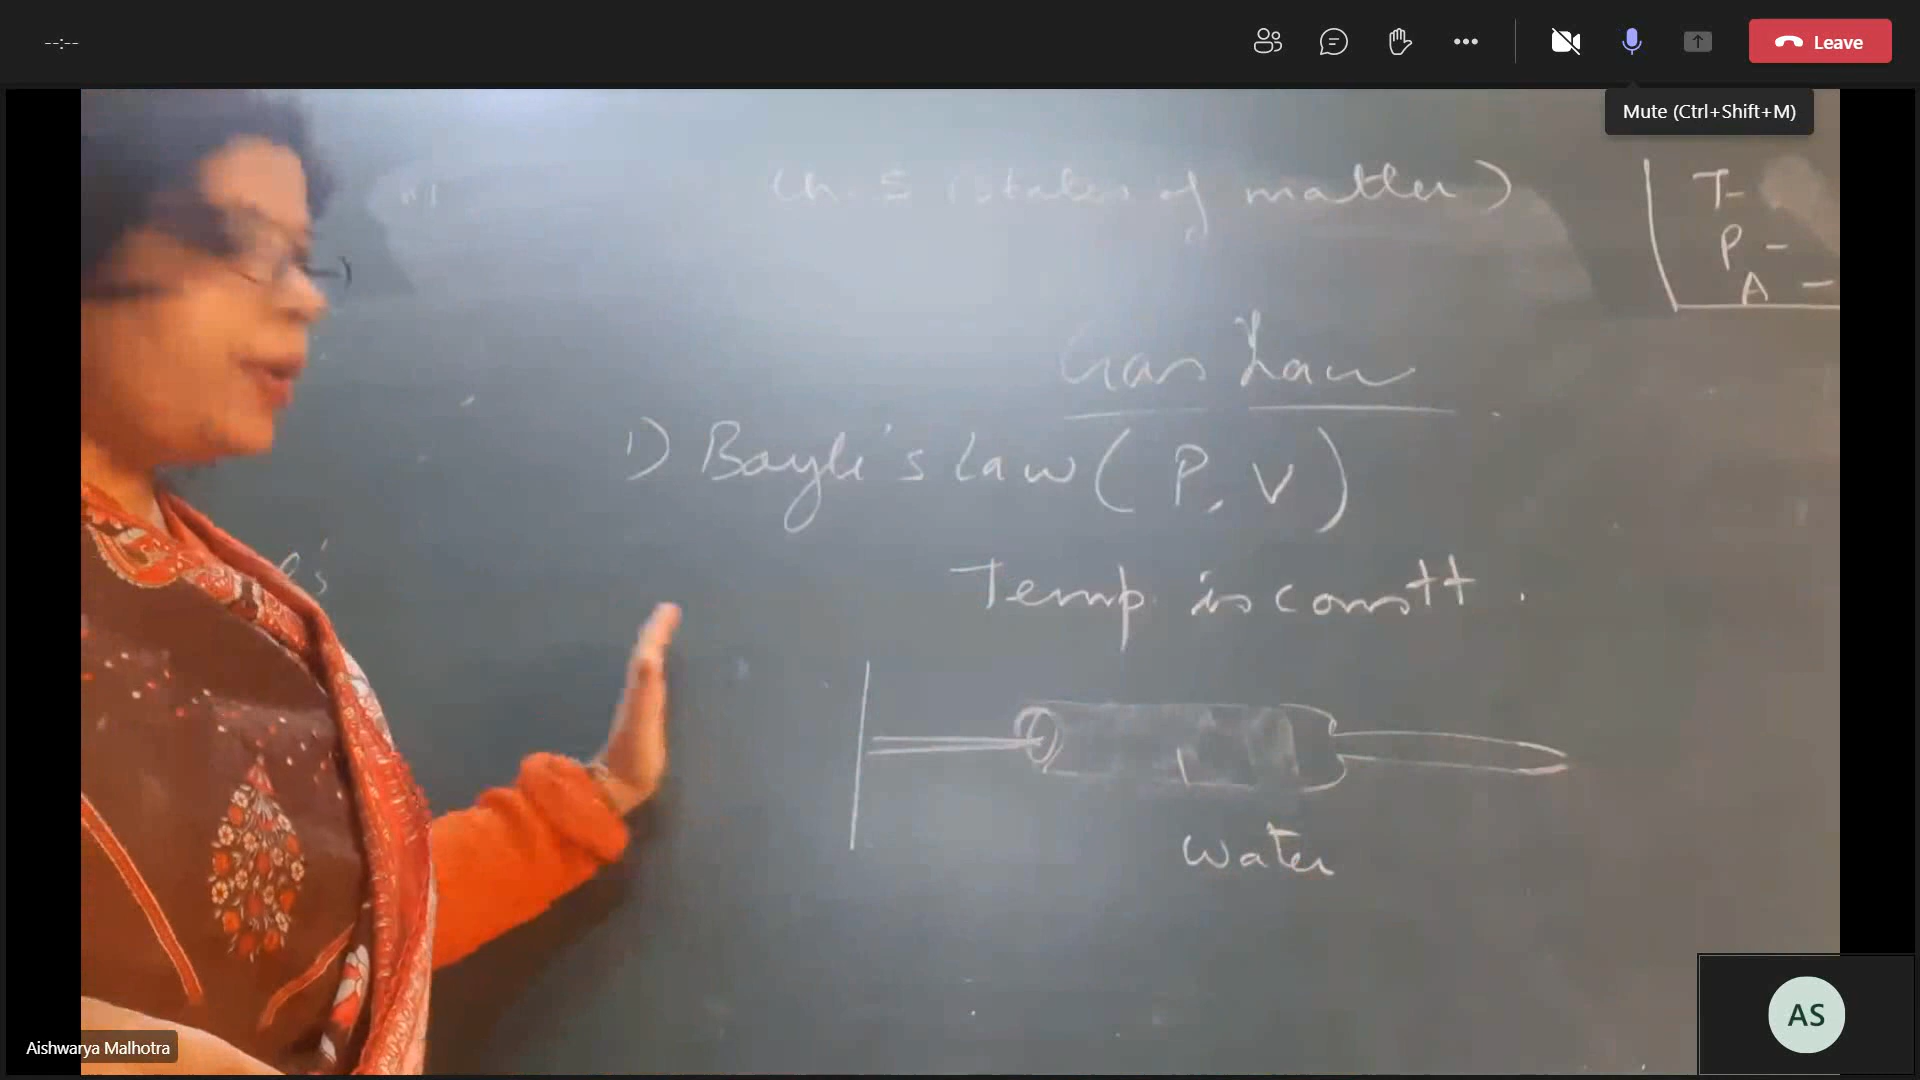 --:--
Leave
Mute (Ctrl+Shift+M)
Ch-5 (States of matter)
T-
P -
A -
Gas Law
1) Boyle's Law ( P, V )
Temp. is constt .
Water
Aishwarya Malhotra
AS